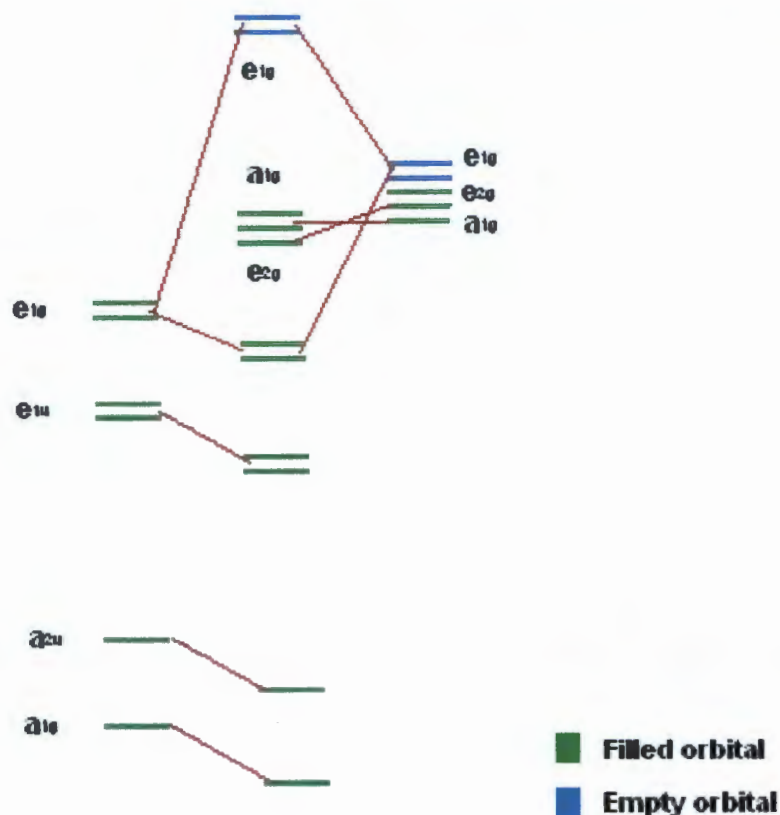 e1g
a1g
e1g
e2g
a1g
e2g
e1g
e1u
a2u
a1g
Filled orbital
Empty orbital